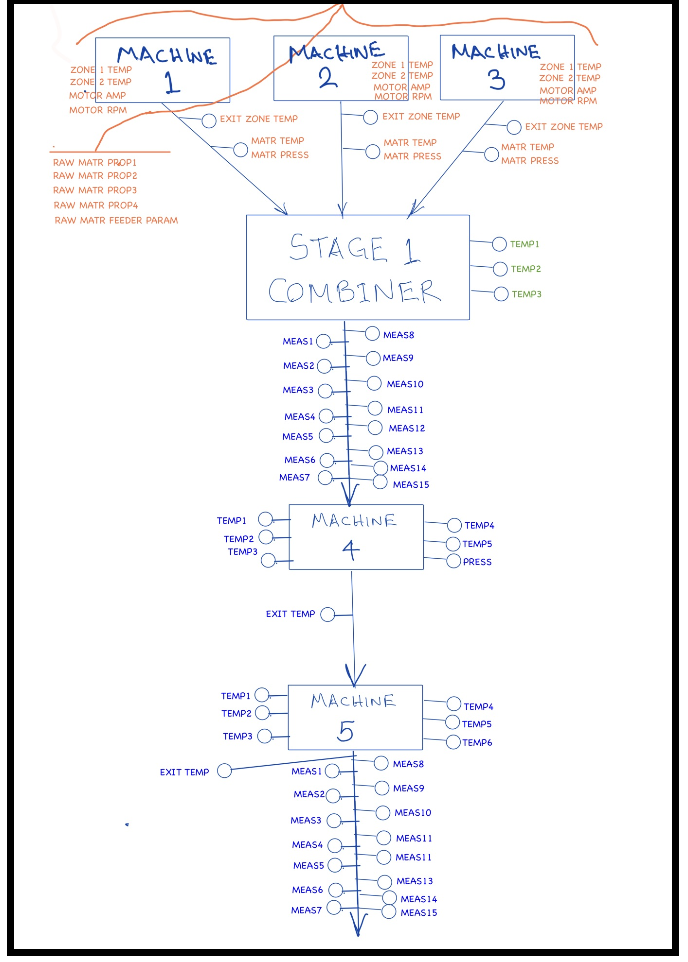 MACHINE
1
ZONE 1 TEMP
ZONE 2 TEMP
MOTOR AMP
MOTOR RPM
EXIT ZONE TEMP
MATR TEMP
MATR PRESS
MACHINE
2
ZONE 1 TEMP
ZONE 2 TEMP
MOTOR AMP
MOTOR RPM
EXIT ZONE TEMP
MATR TEMP
MATR PRESS
MACHINE
3
ZONE 1 TEMP
ZONE 2 TEMP
MOTOR AMP
MOTOR RPM
EXIT ZONE TEMP
MATR TEMP
MATR PRESS
RAW MATR PROP1
RAW MATR PROP2
RAW MATR PROP3
RAW MATR PROP4
RAW MATR FEEDER PARAM
STAGE 1
COMBINER
TEMP1
TEMP2
TEMP3
MEAS1
MEAS2
MEAS3
MEAS4
MEAS5
MEAS6
MEAS7
MEAS8
MEAS9
MEAS10
MEAS11
MEAS12
MEAS13
MEAS14
MEAS15
MACHINE
4
TEMP1
TEMP2
TEMP3
TEMP4
TEMP5
PRESS
EXIT TEMP
MACHINE
5
TEMP1
TEMP2
TEMP3
TEMP4
TEMP5
TEMP6
EXIT TEMP
MEAS1
MEAS2
MEAS3
MEAS4
MEAS5
MEAS6
MEAS7
MEAS8
MEAS9
MEAS10
MEAS11
MEAS11
MEAS13
MEAS14
MEAS15